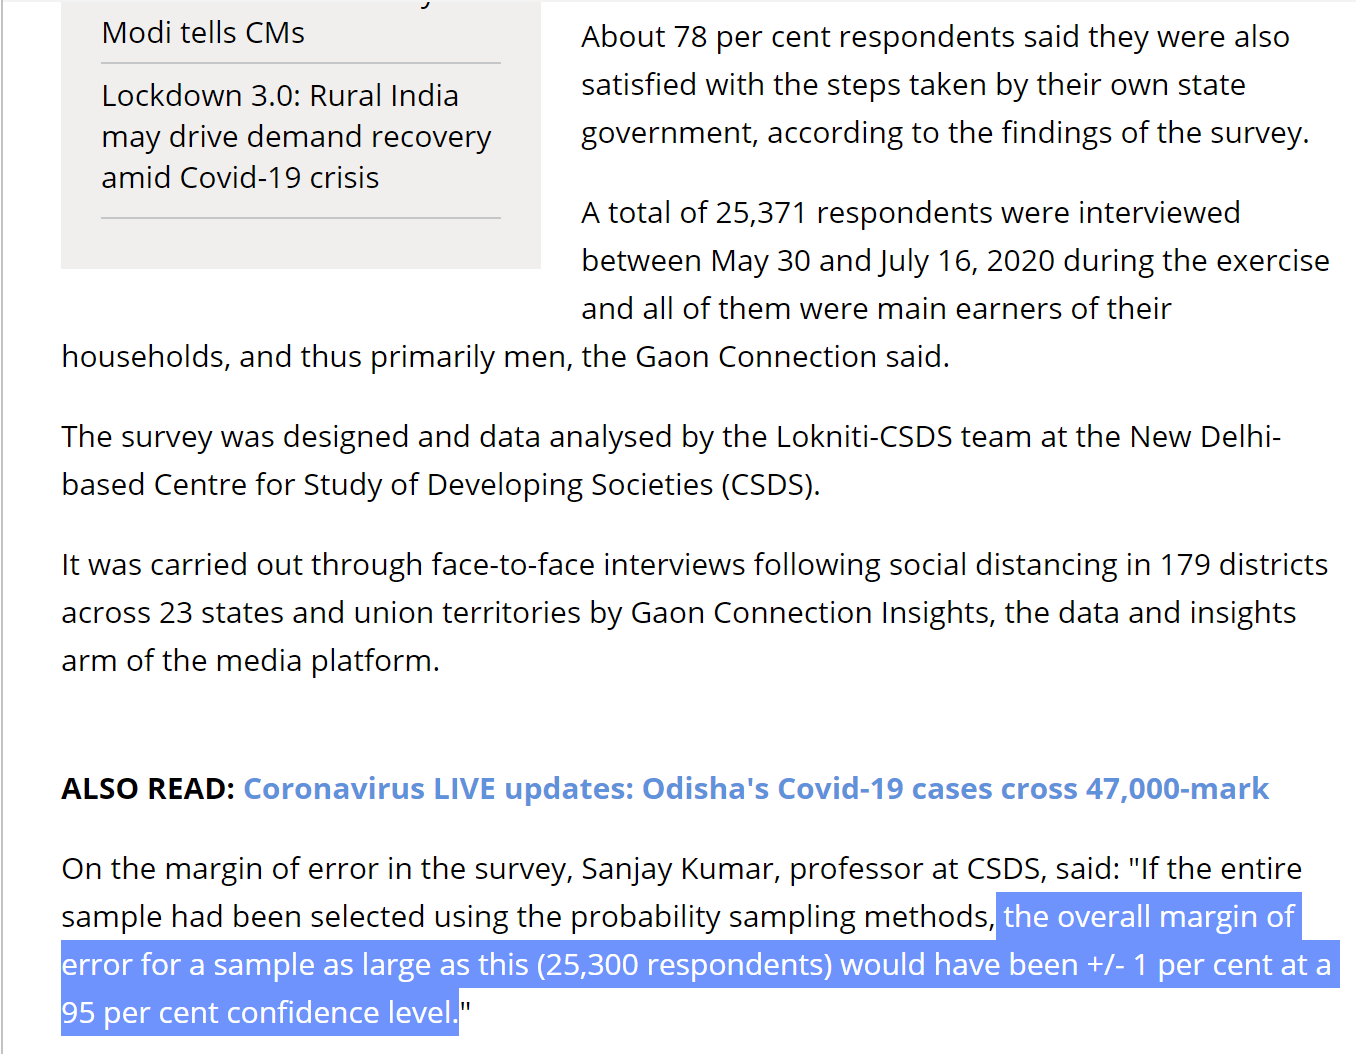 Modi tells CMs
Lockdown 3.0: Rural India
may drive demand recovery
amid Covid-19 crisis
About 78 per cent respondents said they were also
satisfied with the steps taken by their own state
government, according to the findings of the survey.
A total of 25,371 respondents were interviewed
between May 30 and July 16, 2020 during the exercise
and all of them were main earners of their
households, and thus primarily men, the Gaon Connection said.
The survey was designed and data analysed by the Lokniti-CSDS team at the New Delhi-
based Centre for Study of Developing Societies (CSDS).
It was carried out through face-to-face interviews following social distancing in 179 districts
across 23 states and union territories by Gaon Connection Insights, the data and insights
arm of the media platform.
ALSO READ: Coronavirus LIVE updates: Odisha's Covid-19 cases cross 47,000-mark
On the margin of error in the survey, Sanjay Kumar, professor at CSDS, said: "If the entire
sample had been selected using the probability sampling methods, the overall margin of
error for a sample as large as this (25,300 respondents) would have been +/- 1 per cent at a
95 per cent confidence level."